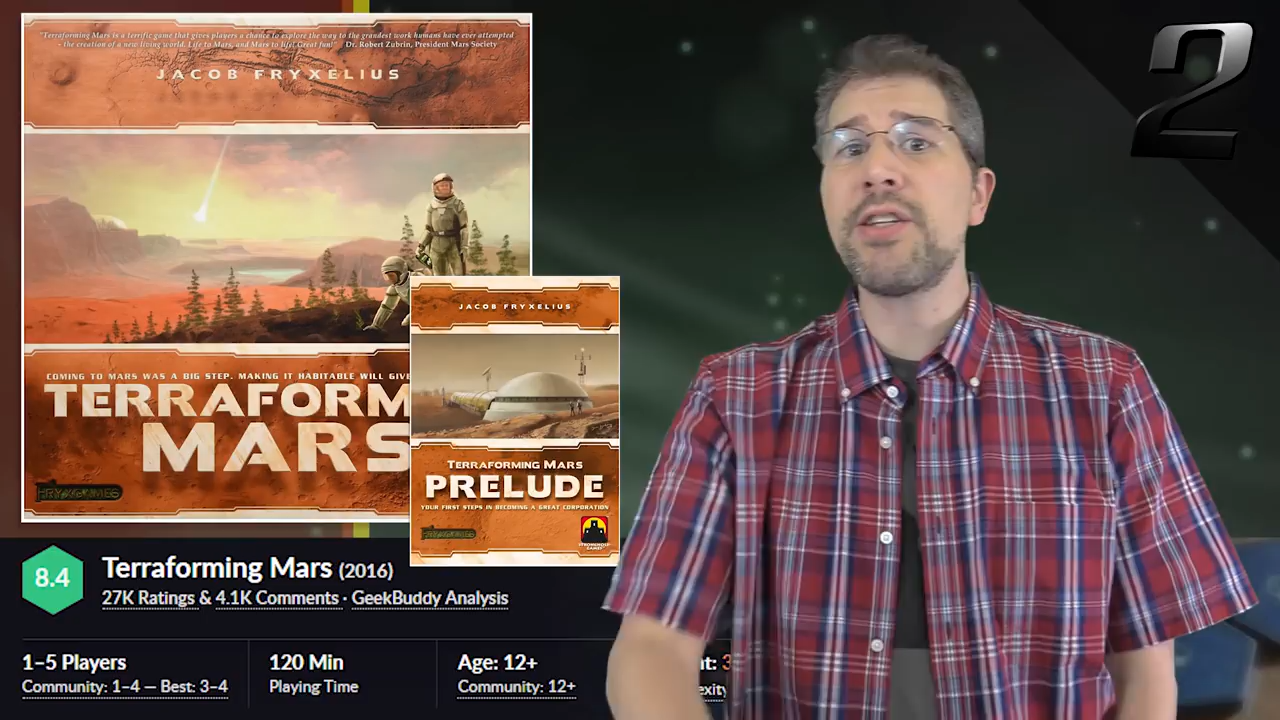 "Terraforming Mars is a terrific game that gives players a chance to explore the way to the grandest work humans have ever attempted
- the creation of a new living world. Life to Mars, and Mars to life! Great fun!" Dr. Robert Zubrin, President Mars Society
JACOB FRYXELIUS
COMING TO MARS WAS A BIG STEP. MAKING IT HABITABLE WILL GIVE
TERRAFORM
MARS
FRYXGAMES
JACOB FRYXELIUS
TERRAFORMING MARS
PRELUDE
YOUR FIRST STEPS IN BECOMING A GREAT CORPORATION
FRYXGAMES
STRONGHOLD
GAMES
2
8.4
Terraforming Mars (2016)
27K Ratings & 4.1K Comments · GeekBuddy Analysis
1–5 Players
Community: 1–4 — Best: 3–4
120 Min
Playing Time
Age: 12+
Community: 12+